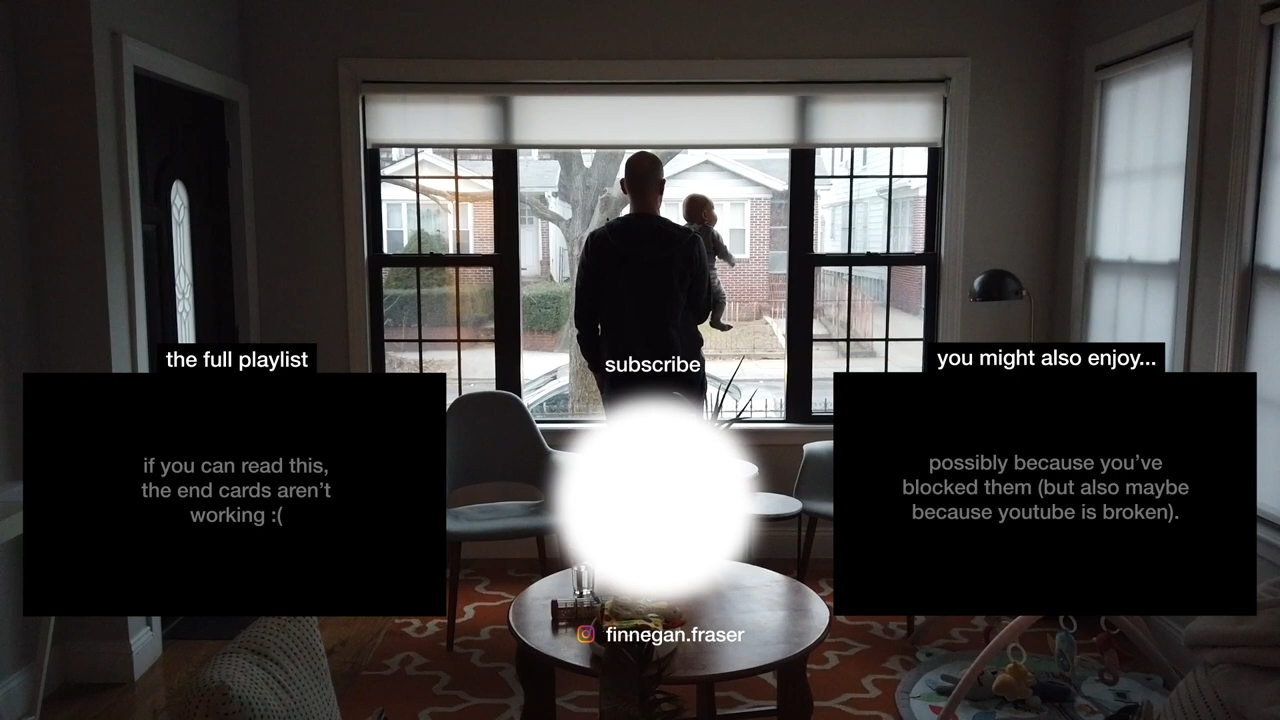 the full playlist
if you can read this,
the end cards aren’t
working :(
subscribe
finnegan.fraser
you might also enjoy...
possibly because you’ve
blocked them (but also maybe
because youtube is broken).